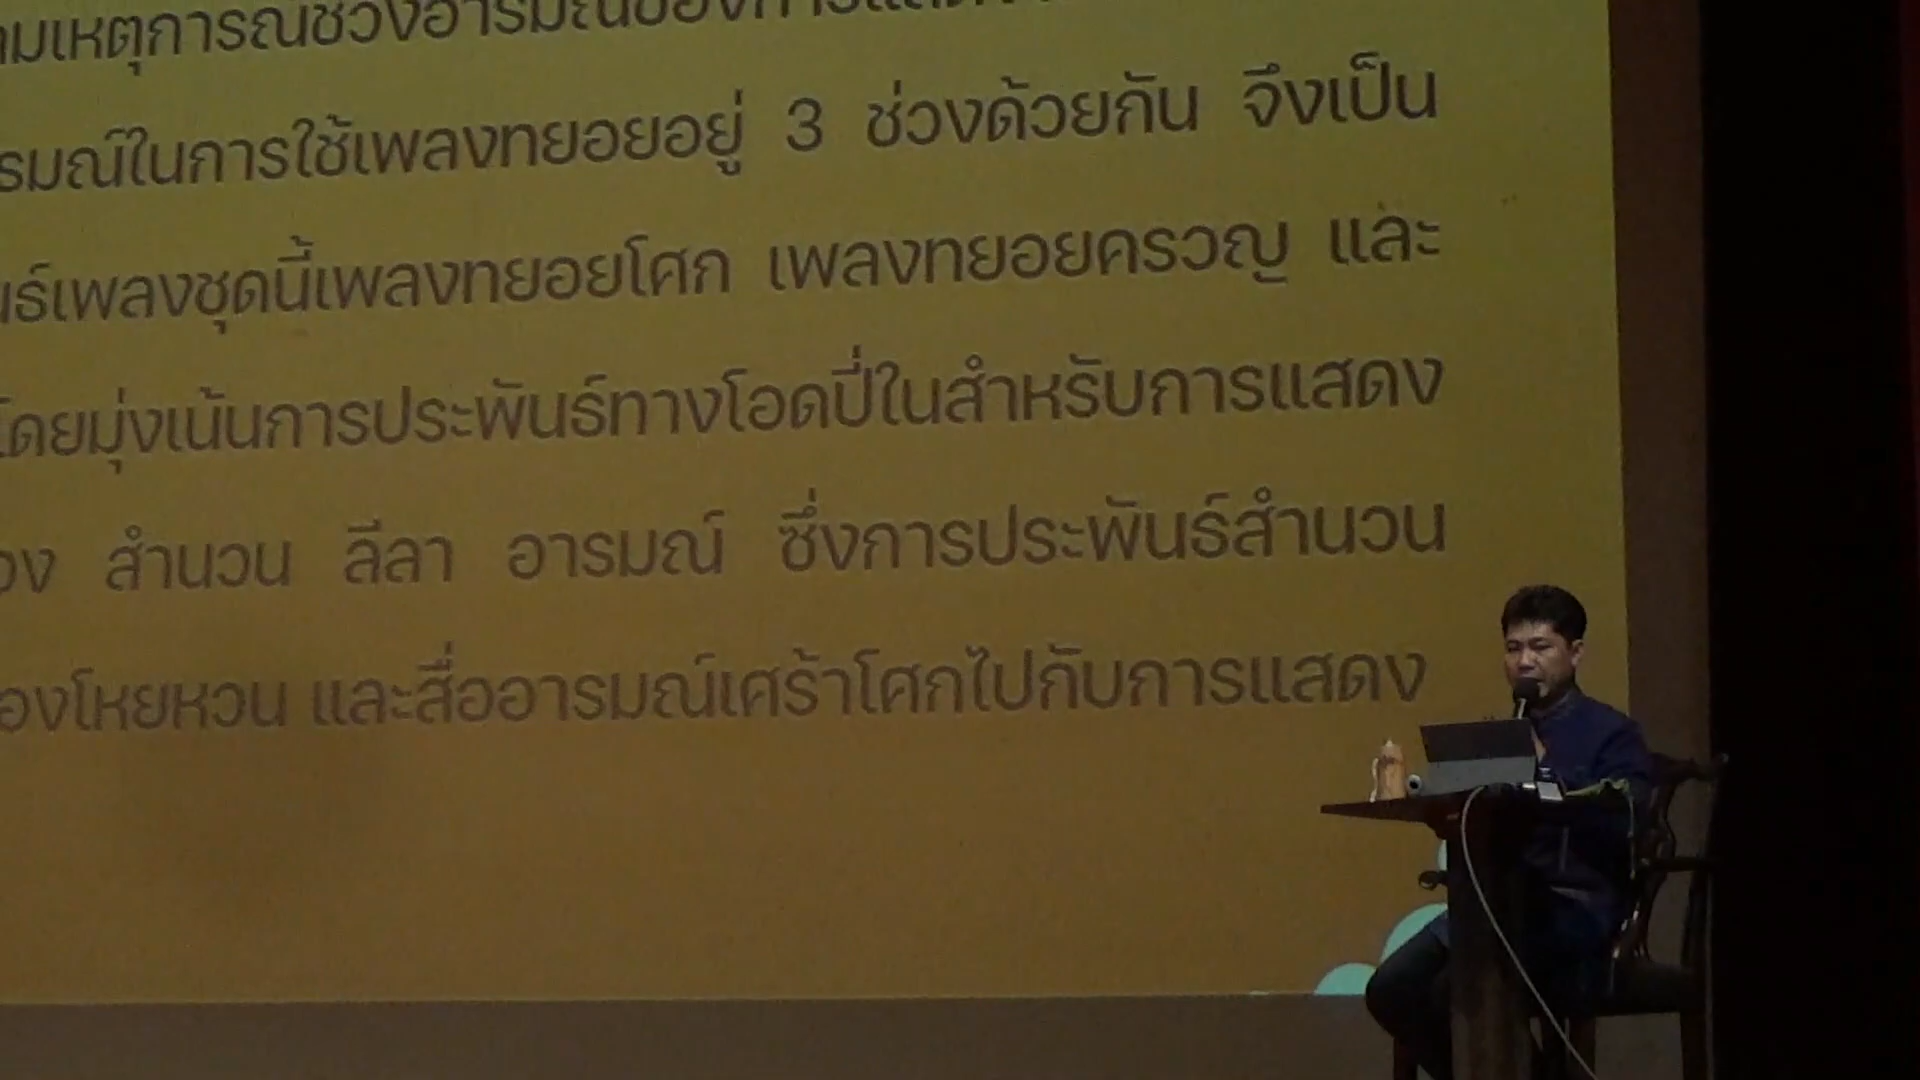 ามเหตุการณ์ช่วงอารมณ์ของการแสดง
รมณ์ในการใช้เพลงทยอยอยู่ 3 ช่วงด้วยกัน จึงเป็น
นธ์เพลงชุดนี้เพลงทยอยโศก เพลงทยอยครวญ และ
โดยมุ่งเน้นการประพันธ์ทางโอดปี่ในสำหรับการแสดง
วง สำนวน ลีลา อารมณ์ ซึ่งการประพันธ์สำนวน
องโหยหวน และสื่ออารมณ์เศร้าโศกไปกับการแสดง